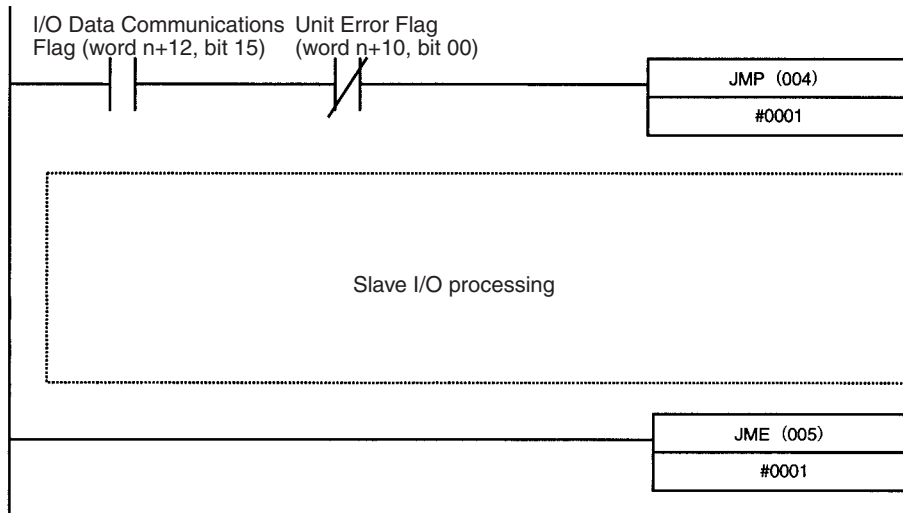 I/O Data Communications Unit Error Flag
Flag (word n+12, bit 15) (word n+10, bit 00)
JMP (004)
#0001
Slave I/O processing
JME (005)
#0001